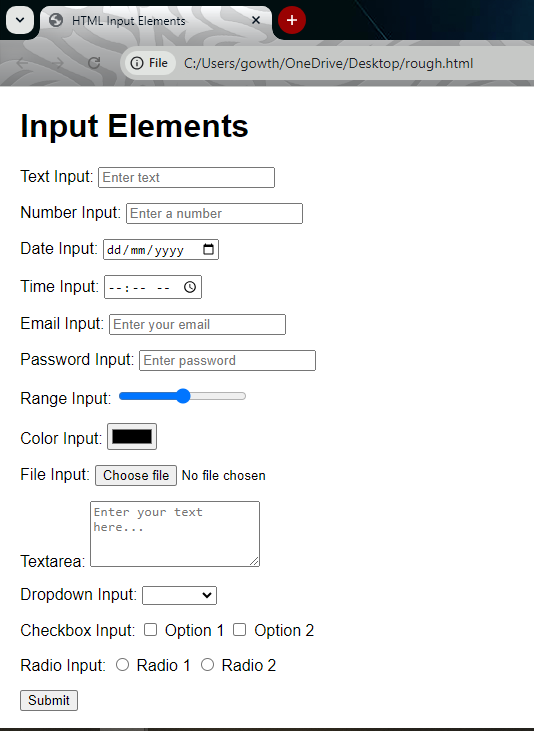 HTML Input Elements
File C:/Users/gowth/OneDrive/Desktop/rough.html
Input Elements
Text Input: Enter text
Number Input: Enter a number
Date Input: dd/mm/yyyy
Time Input: --:-- --
Email Input: Enter your email
Password Input: Enter password
Range Input:
Color Input:
File Input: Choose file No file chosen
Enter your text
here...
Textarea:
Dropdown Input:
Checkbox Input: Option 1 Option 2
Radio Input: Radio 1 Radio 2
Submit